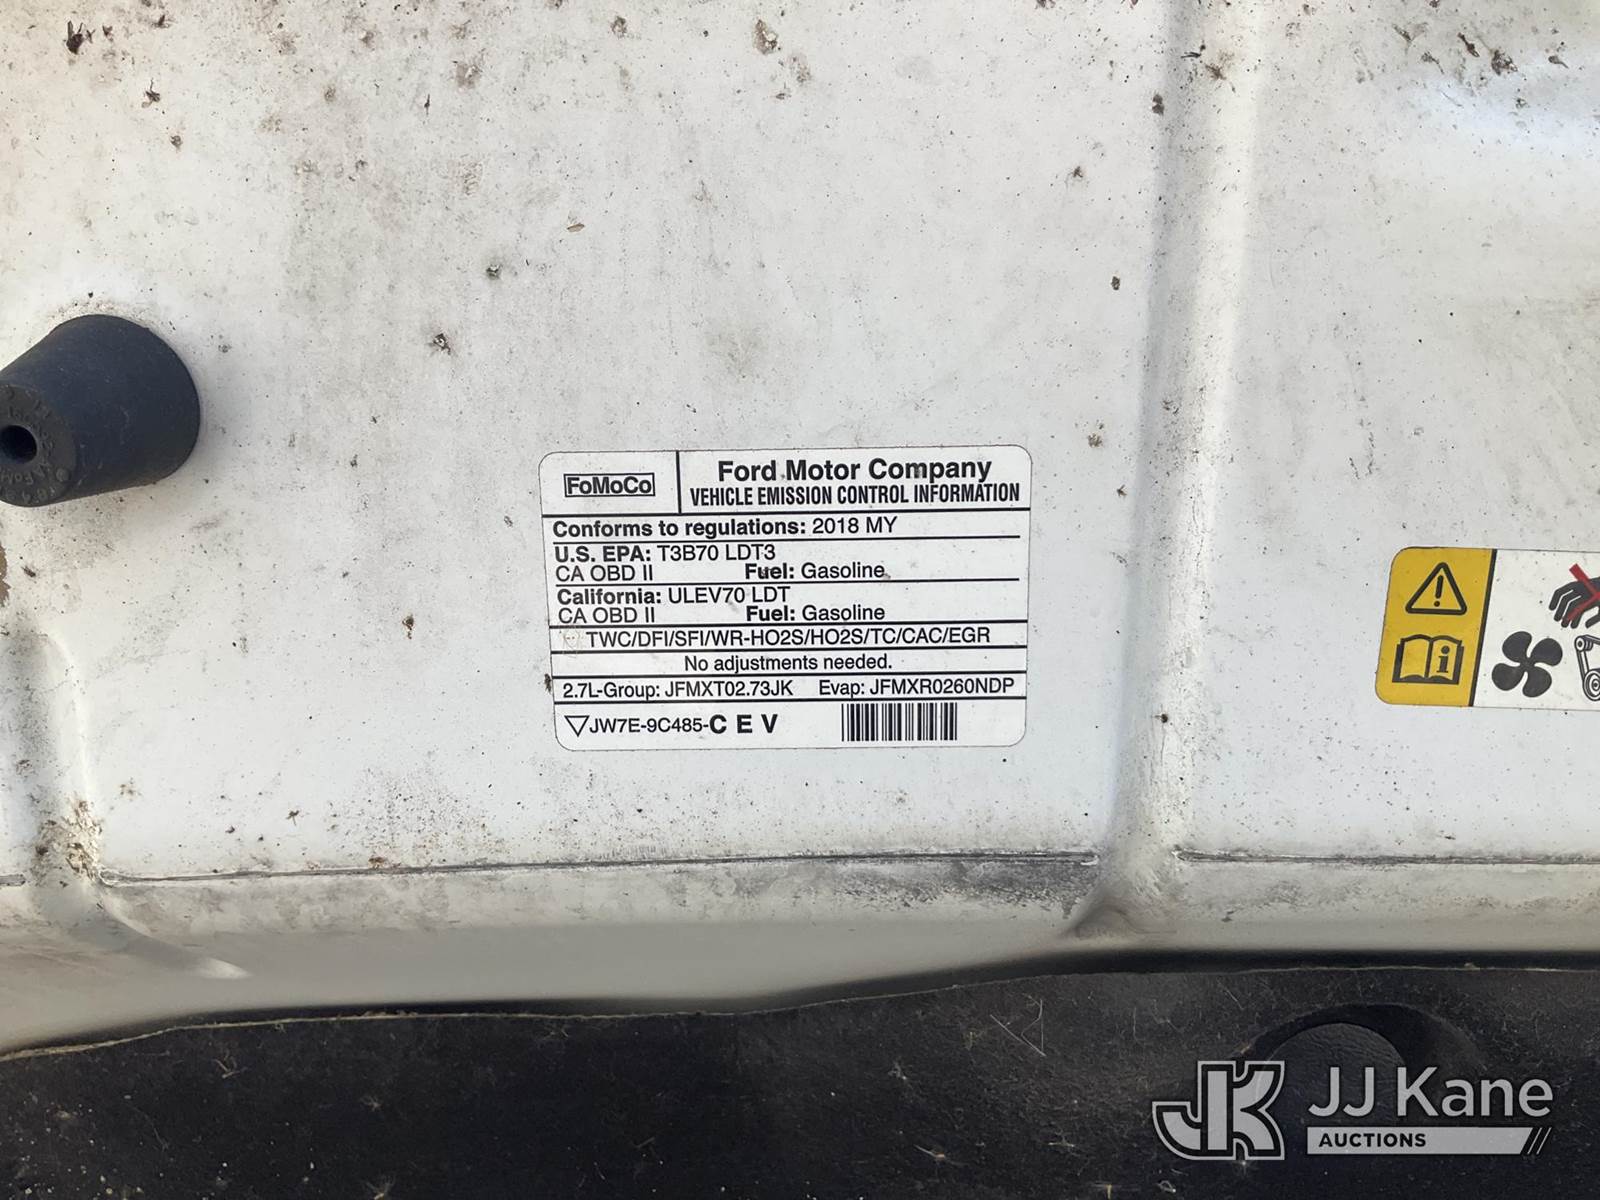 FoMoCo
Ford Motor Company
VEHICLE EMISSION CONTROL INFORMATION
Conforms to regulations: 2018 MY
U.S. EPA: T3B70 LDT3
CA OBD II Fuel: Gasoline
California: ULEV70 LDT
CA OBD II Fuel: Gasoline
TWC/DFI/SFI/WR-HO2S/HO2S/TC/CAC/EGR
No adjustments needed.
2.7L-Group: JFMXT02.73JK Evap: JFMXR0260NDP
JW7E-9C485-C E V
JK JJ Kane
AUCTIONS